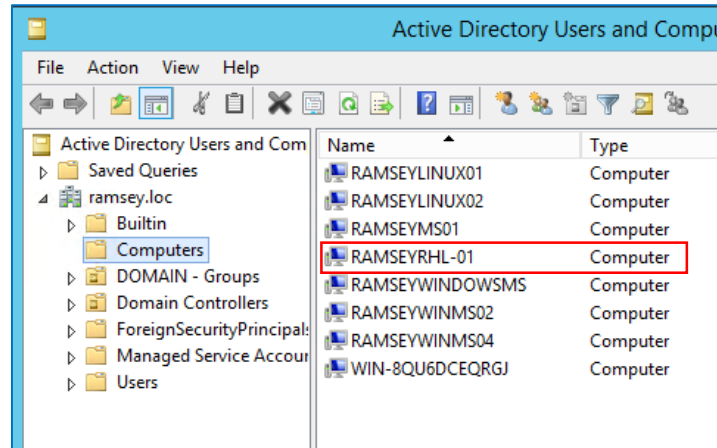 Active Directory Users and Compu
File Action View Help
Active Directory Users and Com
Saved Queries
ramsey.loc
Builtin
Computers
DOMAIN - Groups
Domain Controllers
ForeignSecurityPrincipals
Managed Service Accour
Users
Name Type
RAMSEYLINUX01 Computer
RAMSEYLINUX02 Computer
RAMSEYMS01 Computer
RAMSEYRHL-01 Computer
RAMSEYWINDOWSMS Computer
RAMSEYWINMS02 Computer
RAMSEYWINMS04 Computer
WIN-8QU6DCEQRGJ Computer